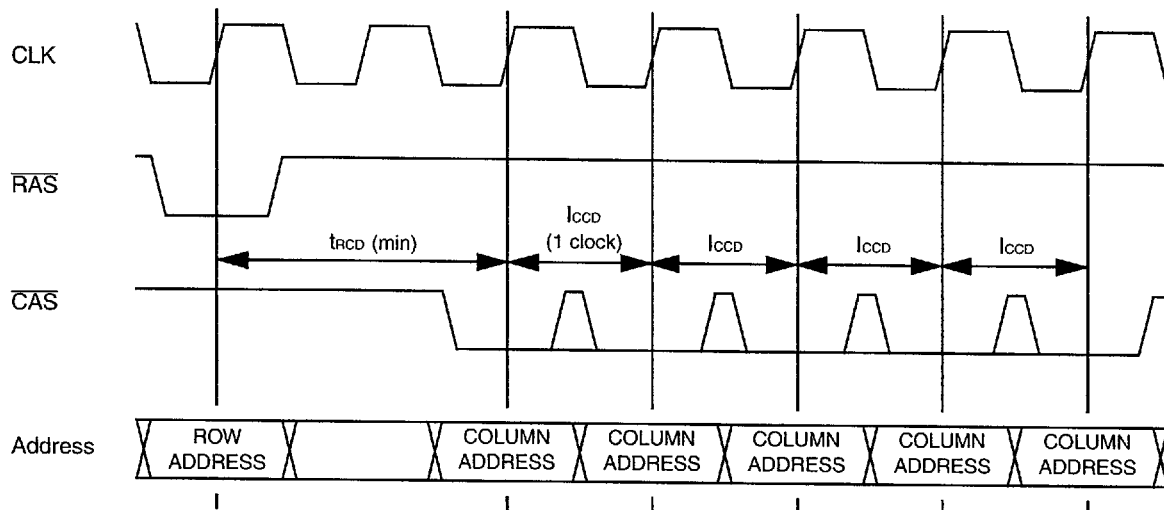 CLK
RAS
tRCD (min)
lCCD
(1 clock)
lCCD
lCCD
lCCD
CAS
Address
ROW
ADDRESS
COLUMN
ADDRESS
COLUMN
ADDRESS
COLUMN
ADDRESS
COLUMN
ADDRESS
COLUMN
ADDRESS